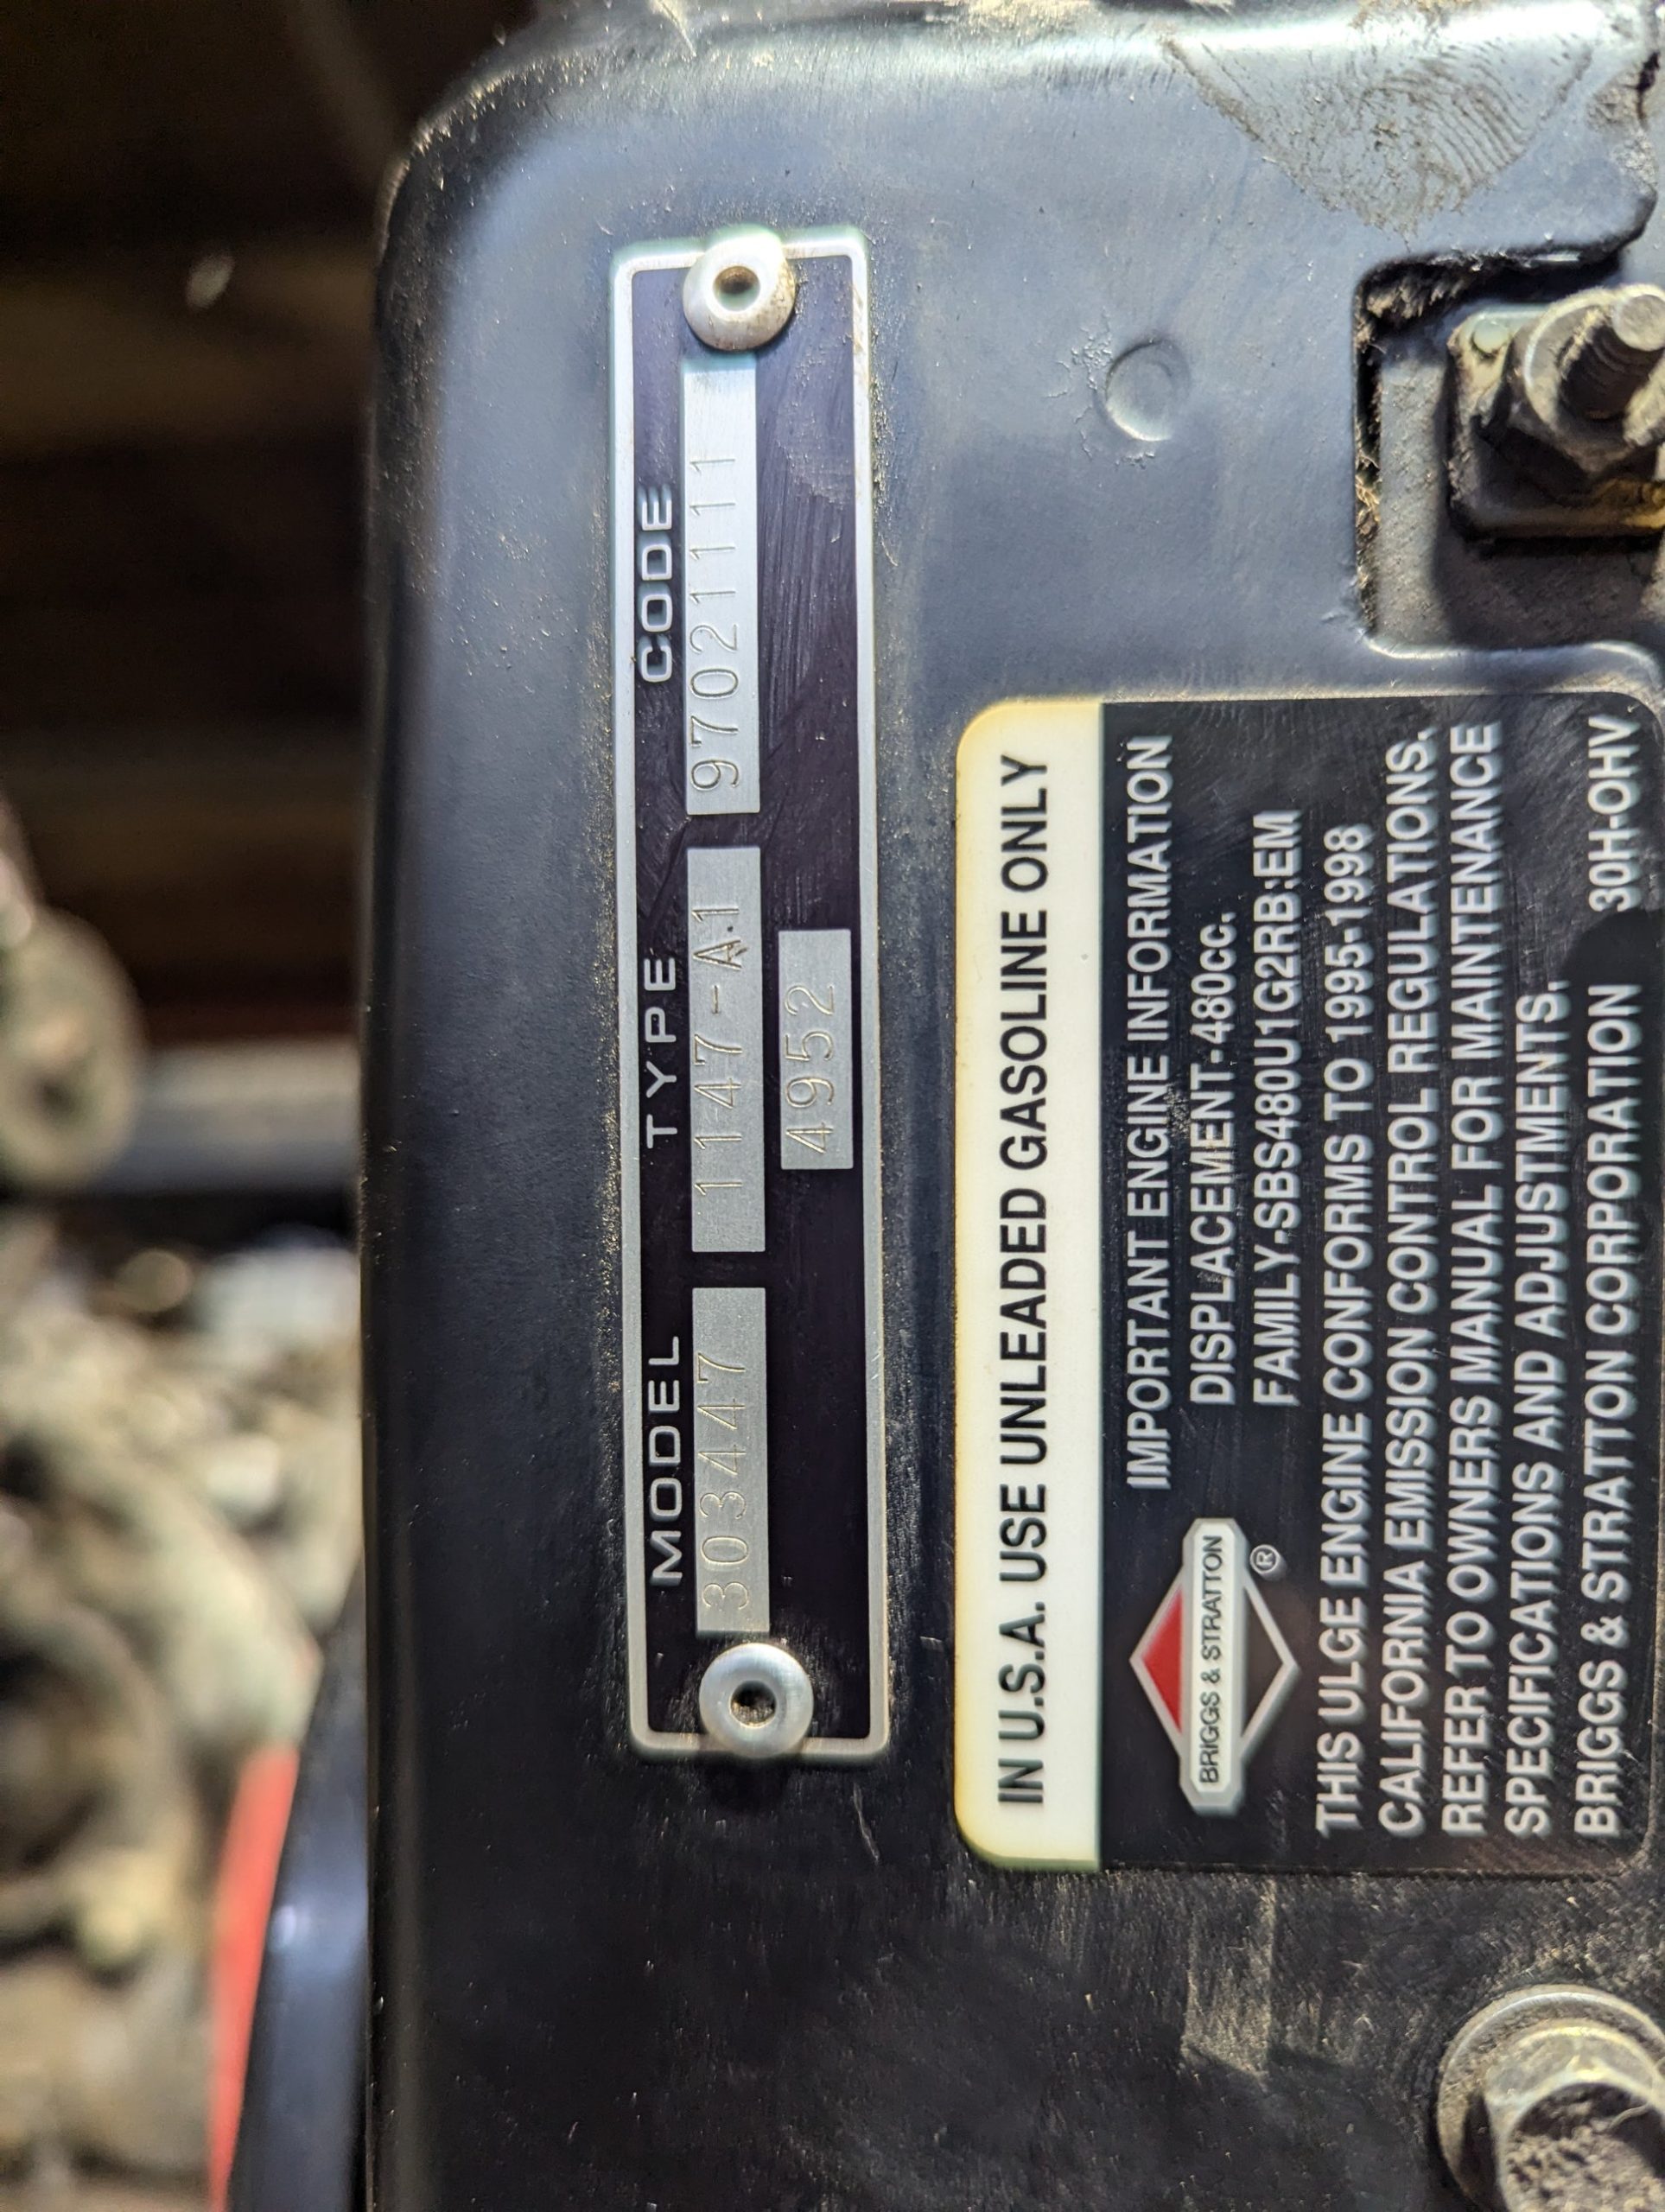 MODEL TYPE CODE
303447 1147-A1 97021111
4952
IN U.S.A. USE UNLEADED GASOLINE ONLY
IMPORTANT ENGINE INFORMATION
DISPLACEMENT-480cc.
FAMILY-SBS480U1G2RB:EM
BRIGGS & STRATTON ®
THIS ULGE ENGINE CONFORMS TO 1995-1998
CALIFORNIA EMISSION CONTROL REGULATIONS.
REFER TO OWNERS MANUAL FOR MAINTENANCE
SPECIFICATIONS AND ADJUSTMENTS.
BRIGGS & STRATTON CORPORATION 30H-OHV